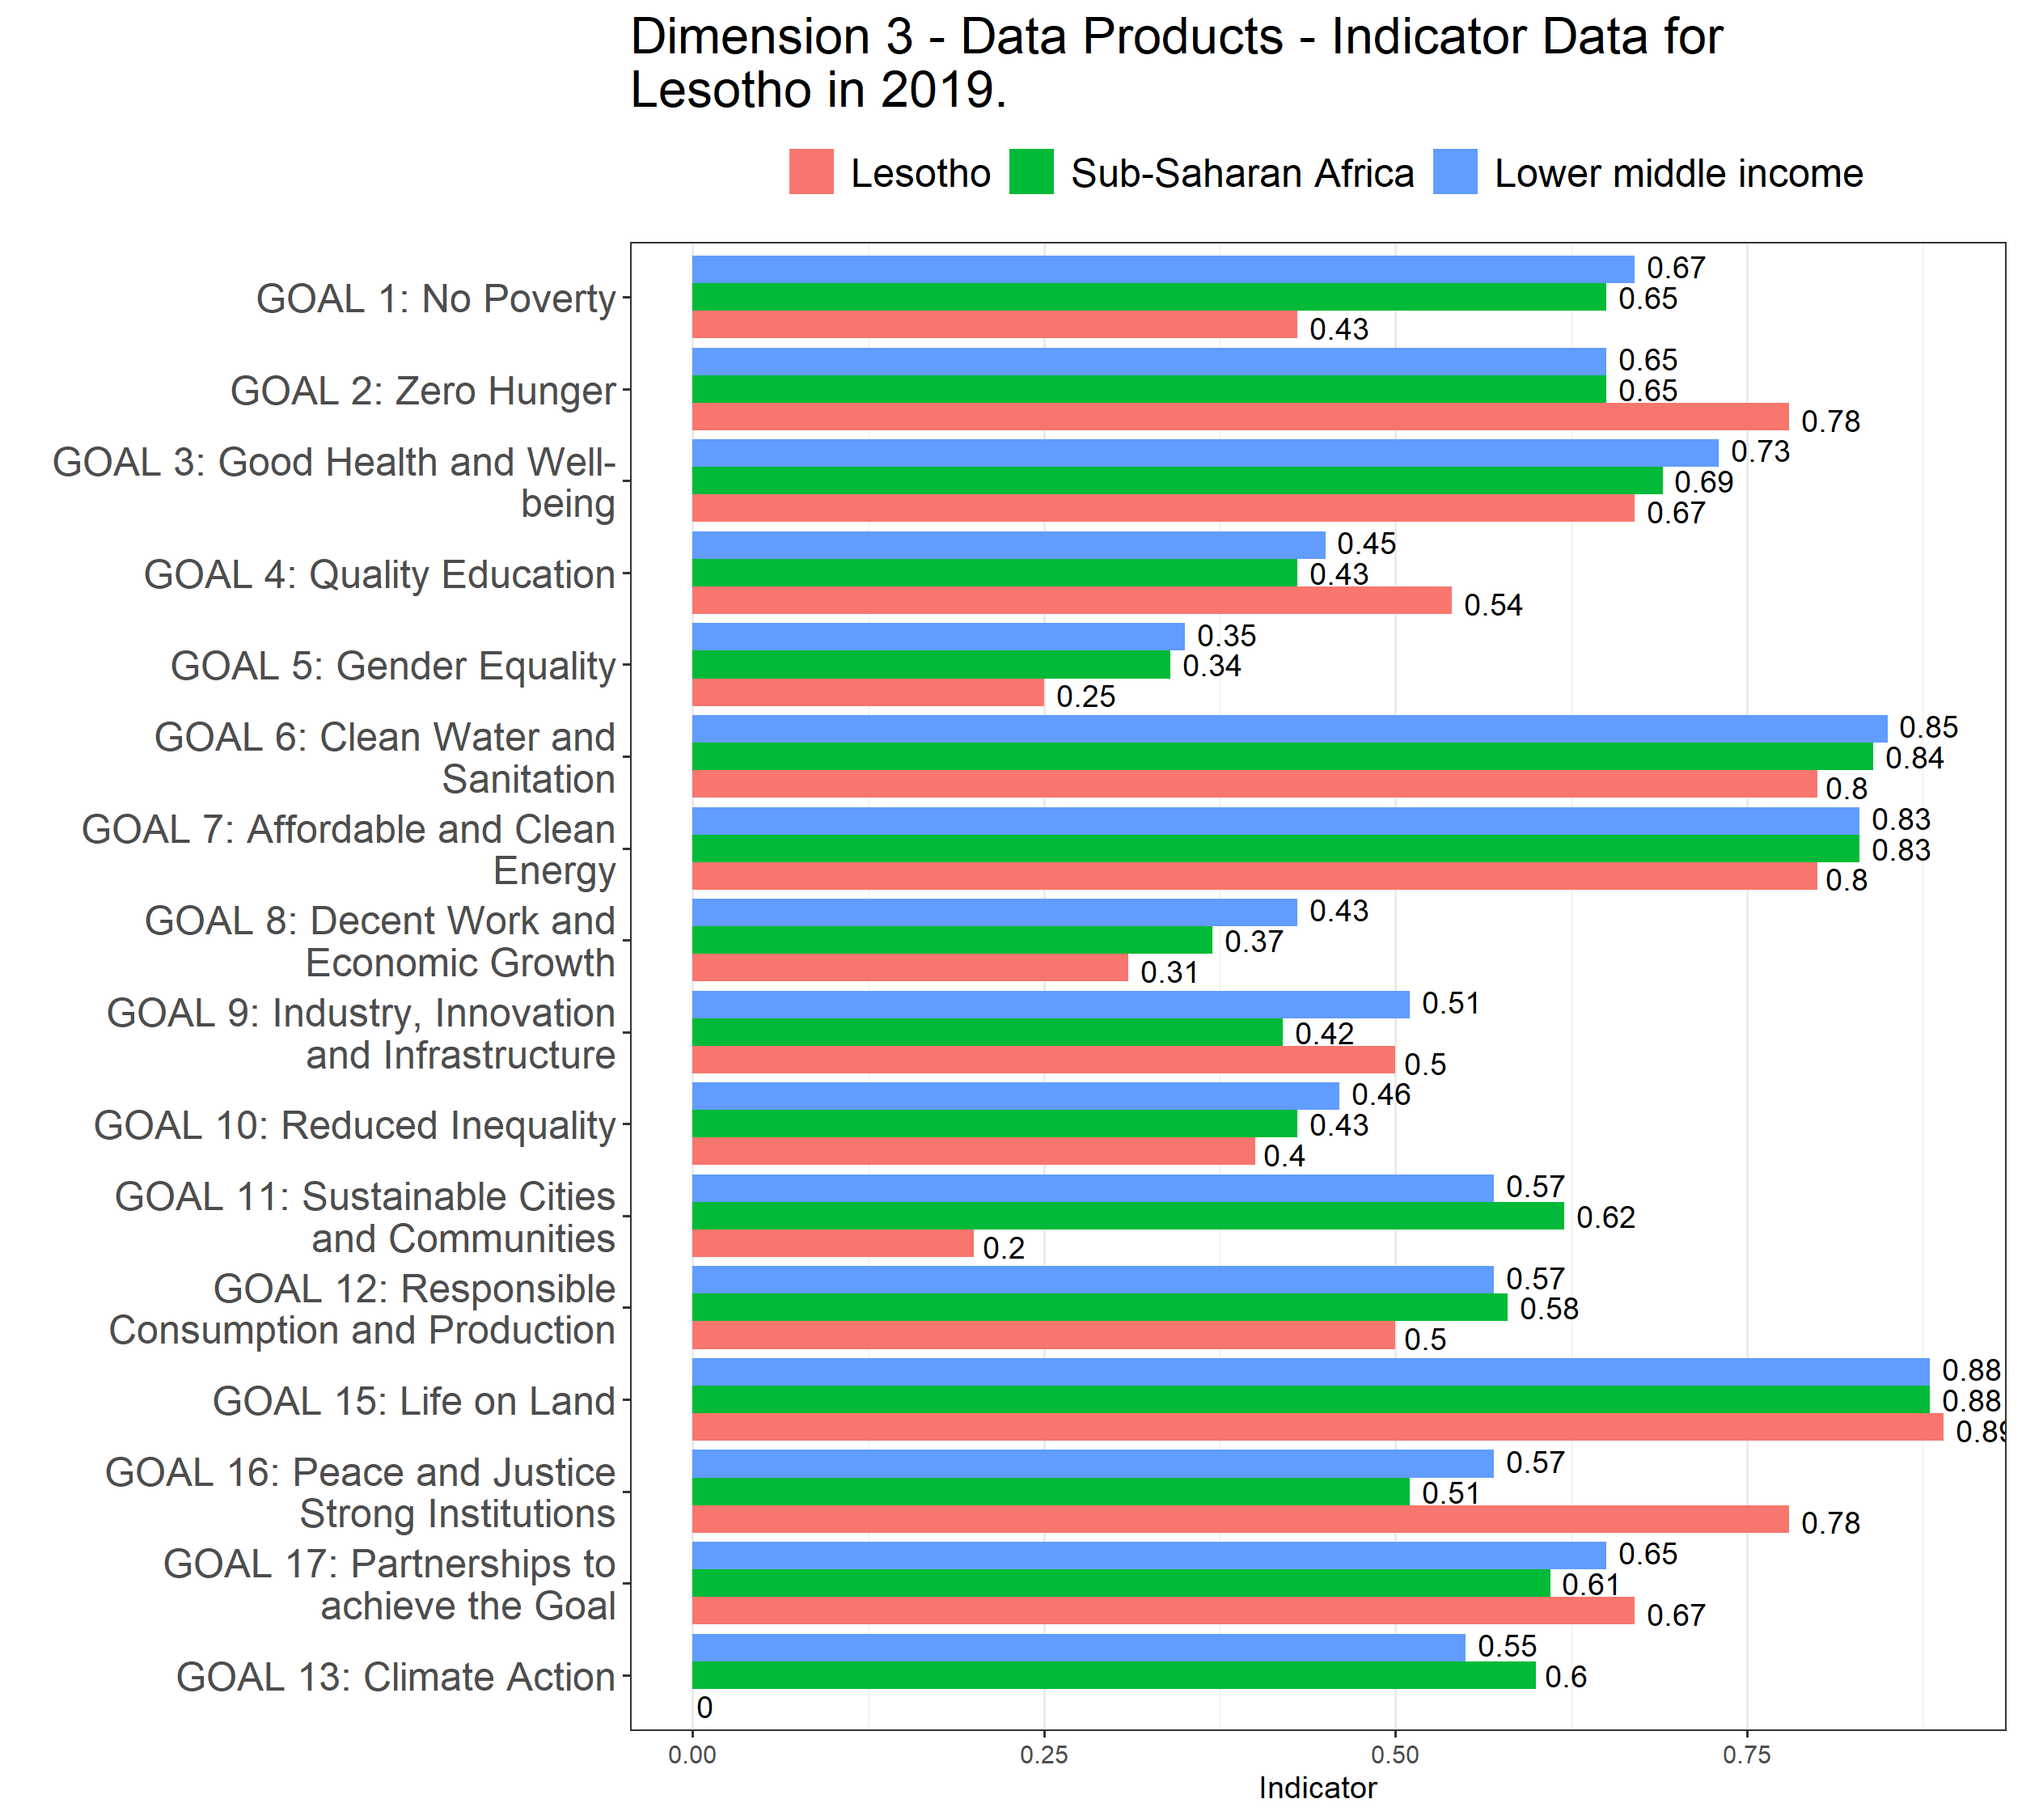 Dimension 3 - Data Products - Indicator Data for
Lesotho in 2019.
Lesotho Sub-Saharan Africa Lower middle income
GOAL 1: No Poverty
0.67
0.65
0.43
GOAL 2: Zero Hunger
0.65
0.65
0.78
GOAL 3: Good Health and Well-
being
0.73
0.69
0.67
GOAL 4: Quality Education
0.45
0.43
0.54
GOAL 5: Gender Equality
0.35
0.34
0.25
GOAL 6: Clean Water and
Sanitation
0.85
0.84
0.8
GOAL 7: Affordable and Clean
Energy
0.83
0.83
0.8
GOAL 8: Decent Work and
Economic Growth
0.43
0.37
0.31
GOAL 9: Industry, Innovation
and Infrastructure
0.51
0.42
0.5
GOAL 10: Reduced Inequality
0.46
0.43
0.4
GOAL 11: Sustainable Cities
and Communities
0.57
0.62
0.2
GOAL 12: Responsible
Consumption and Production
0.57
0.58
0.5
GOAL 15: Life on Land
0.88
0.88
0.89
GOAL 16: Peace and Justice
Strong Institutions
0.57
0.51
0.78
GOAL 17: Partnerships to
achieve the Goal
0.65
0.61
0.67
GOAL 13: Climate Action
0.55
0.6
0
0.00 0.25 0.50 0.75
Indicator